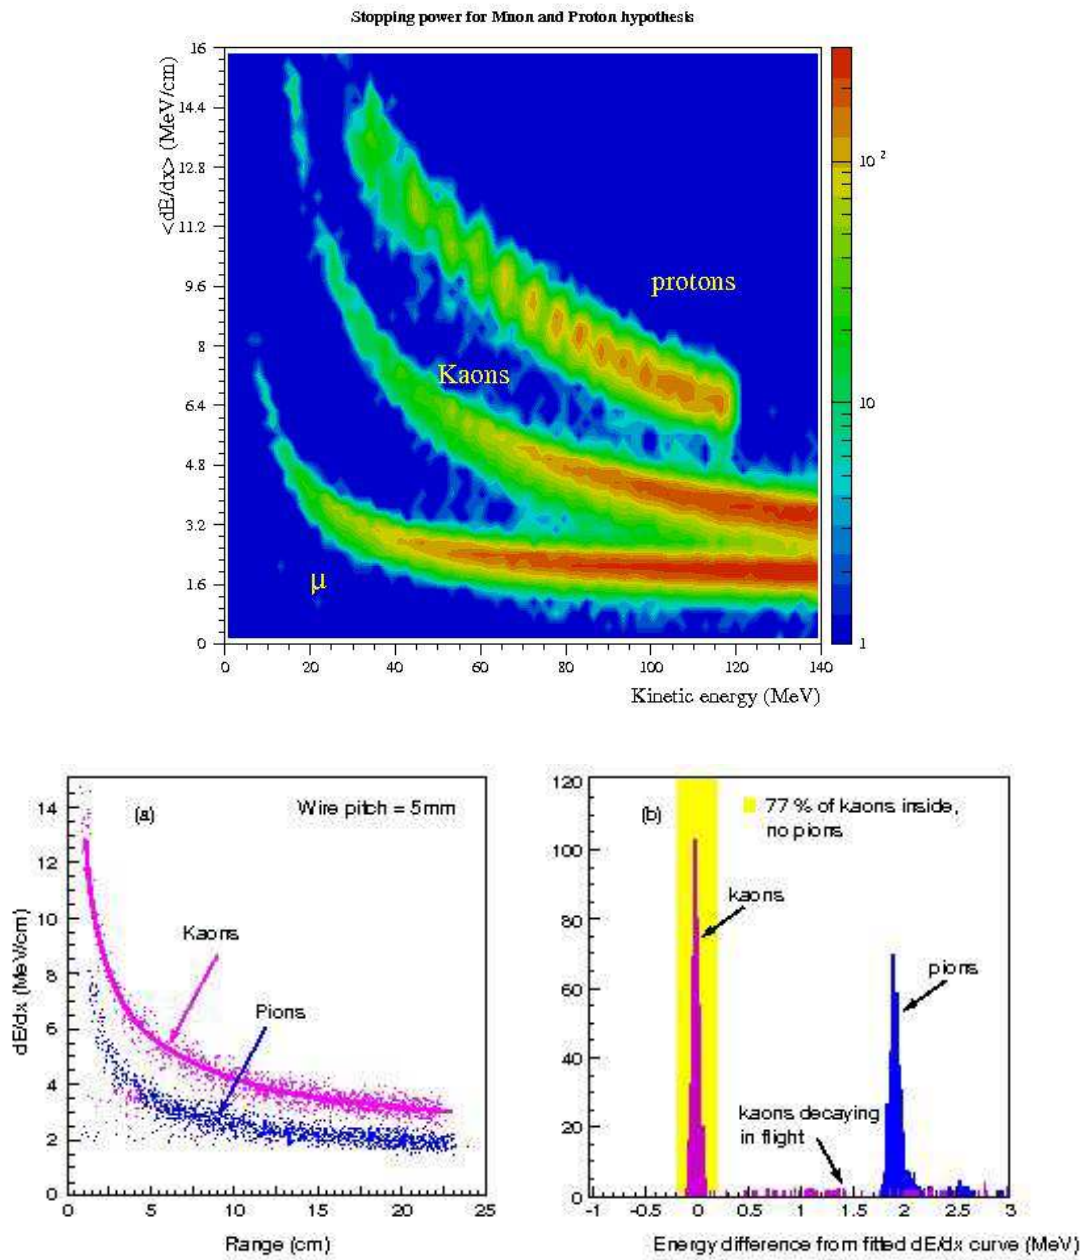 Stopping power for Muon and Proton hypothesis
<dE/dx> (MeV/cm)
16
14.4
12.8
11.2
9.6
8
6.4
4.8
3.2
1.6
0
protons
Kaons
μ
10 2
10
1
0 20 40 60 80 100 120 140
Kinetic energy (MeV)
dE/dx (MeV/cm)
14
12
10
8
6
4
2
0
(a)
Wire pitch = 5mm
Kaons
Pions
0 5 10 15 20 25
Range (cm)
120
100
80
60
40
20
0
(b)
77 % of kaons inside,
no pions
kaons
pions
kaons decaying
in flight
-1 -0.5 0 0.5 1 1.5 2 2.5 3
Energy difference from fitted dE/dx curve (MeV)